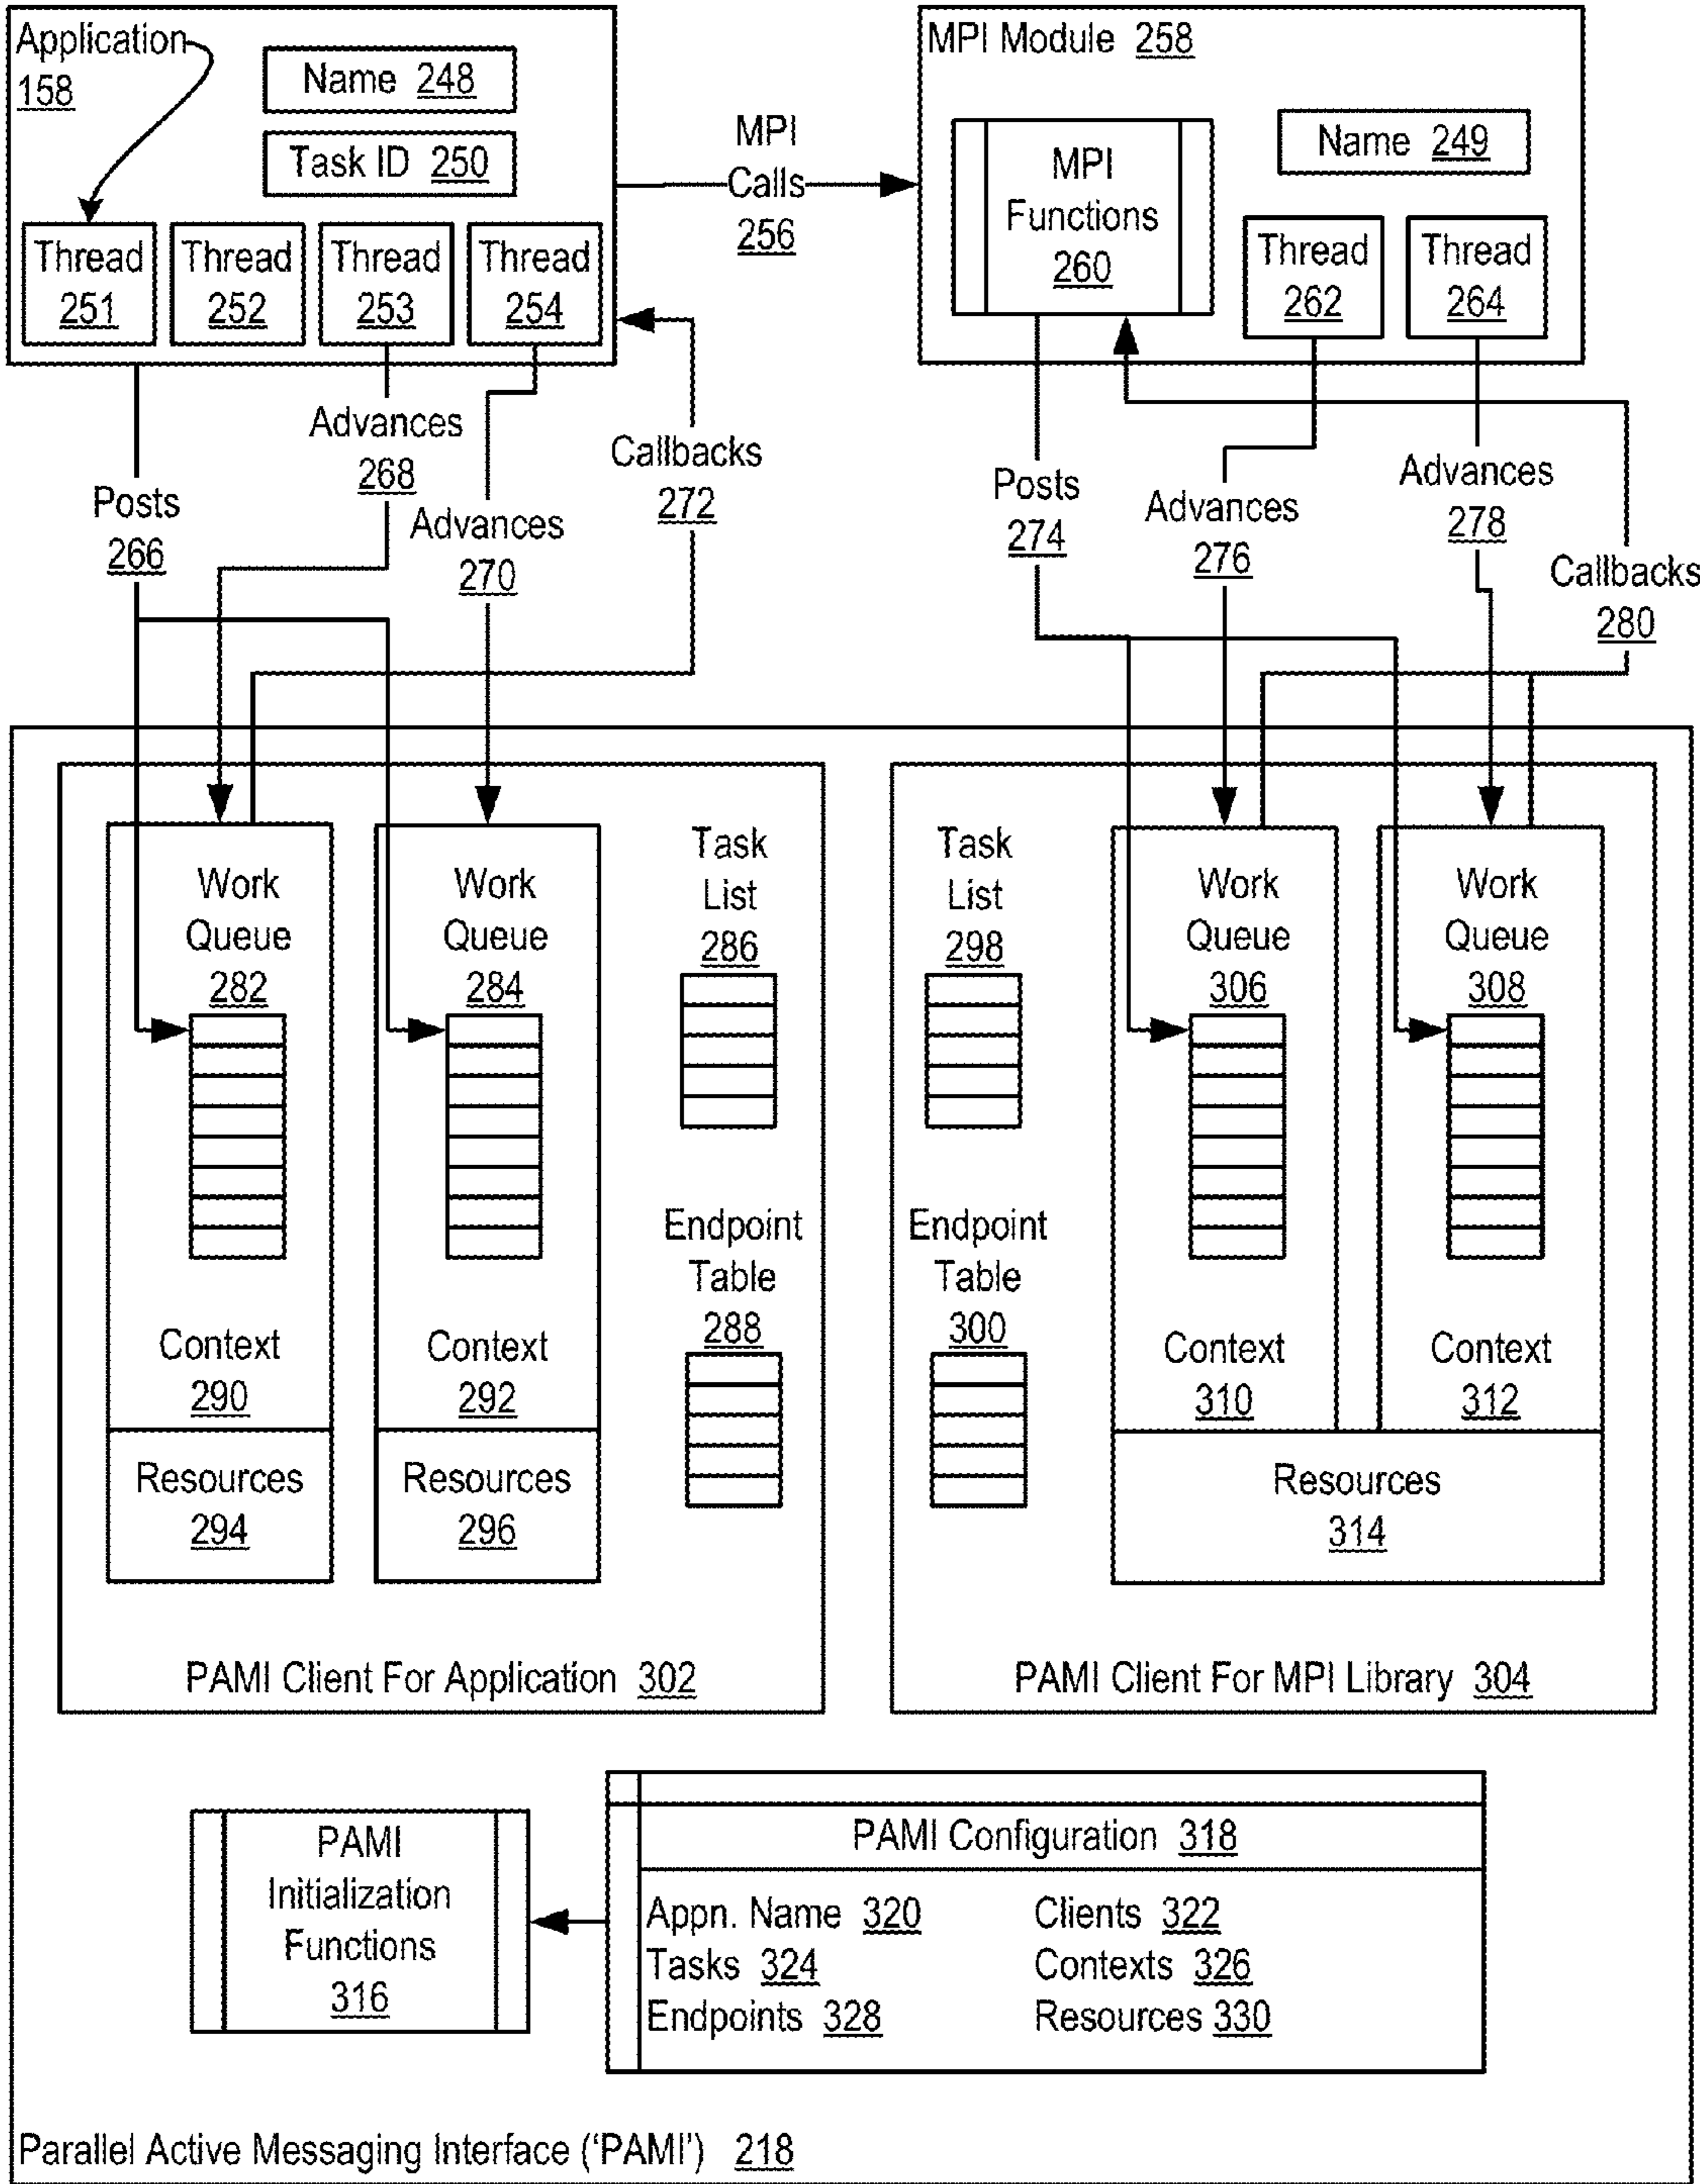 Application
158
Name 248
Task ID 250
Thread
251
Thread
252
Thread
253
Thread
254
MPI
Calls
256
MPI Module 258
MPI
Functions
260
Name 249
Thread
262
Thread
264
Posts
266
Advances
268
Advances
270
Callbacks
272
Posts
274
Advances
276
Advances
278
Callbacks
280
Work
Queue
282
Context
290
Resources
294
Work
Queue
284
Context
292
Resources
296
Task
List
286
Endpoint
Table
288
PAMI Client For Application 302
Task
List
298
Endpoint
Table
300
Work
Queue
306
Context
310
Work
Queue
308
Context
312
Resources
314
PAMI Client For MPI Library 304
PAMI
Initialization
Functions
316
PAMI Configuration 318
Appn. Name 320 Clients 322
Tasks 324 Contexts 326
Endpoints 328 Resources 330
Parallel Active Messaging Interface (‘PAMI’) 218